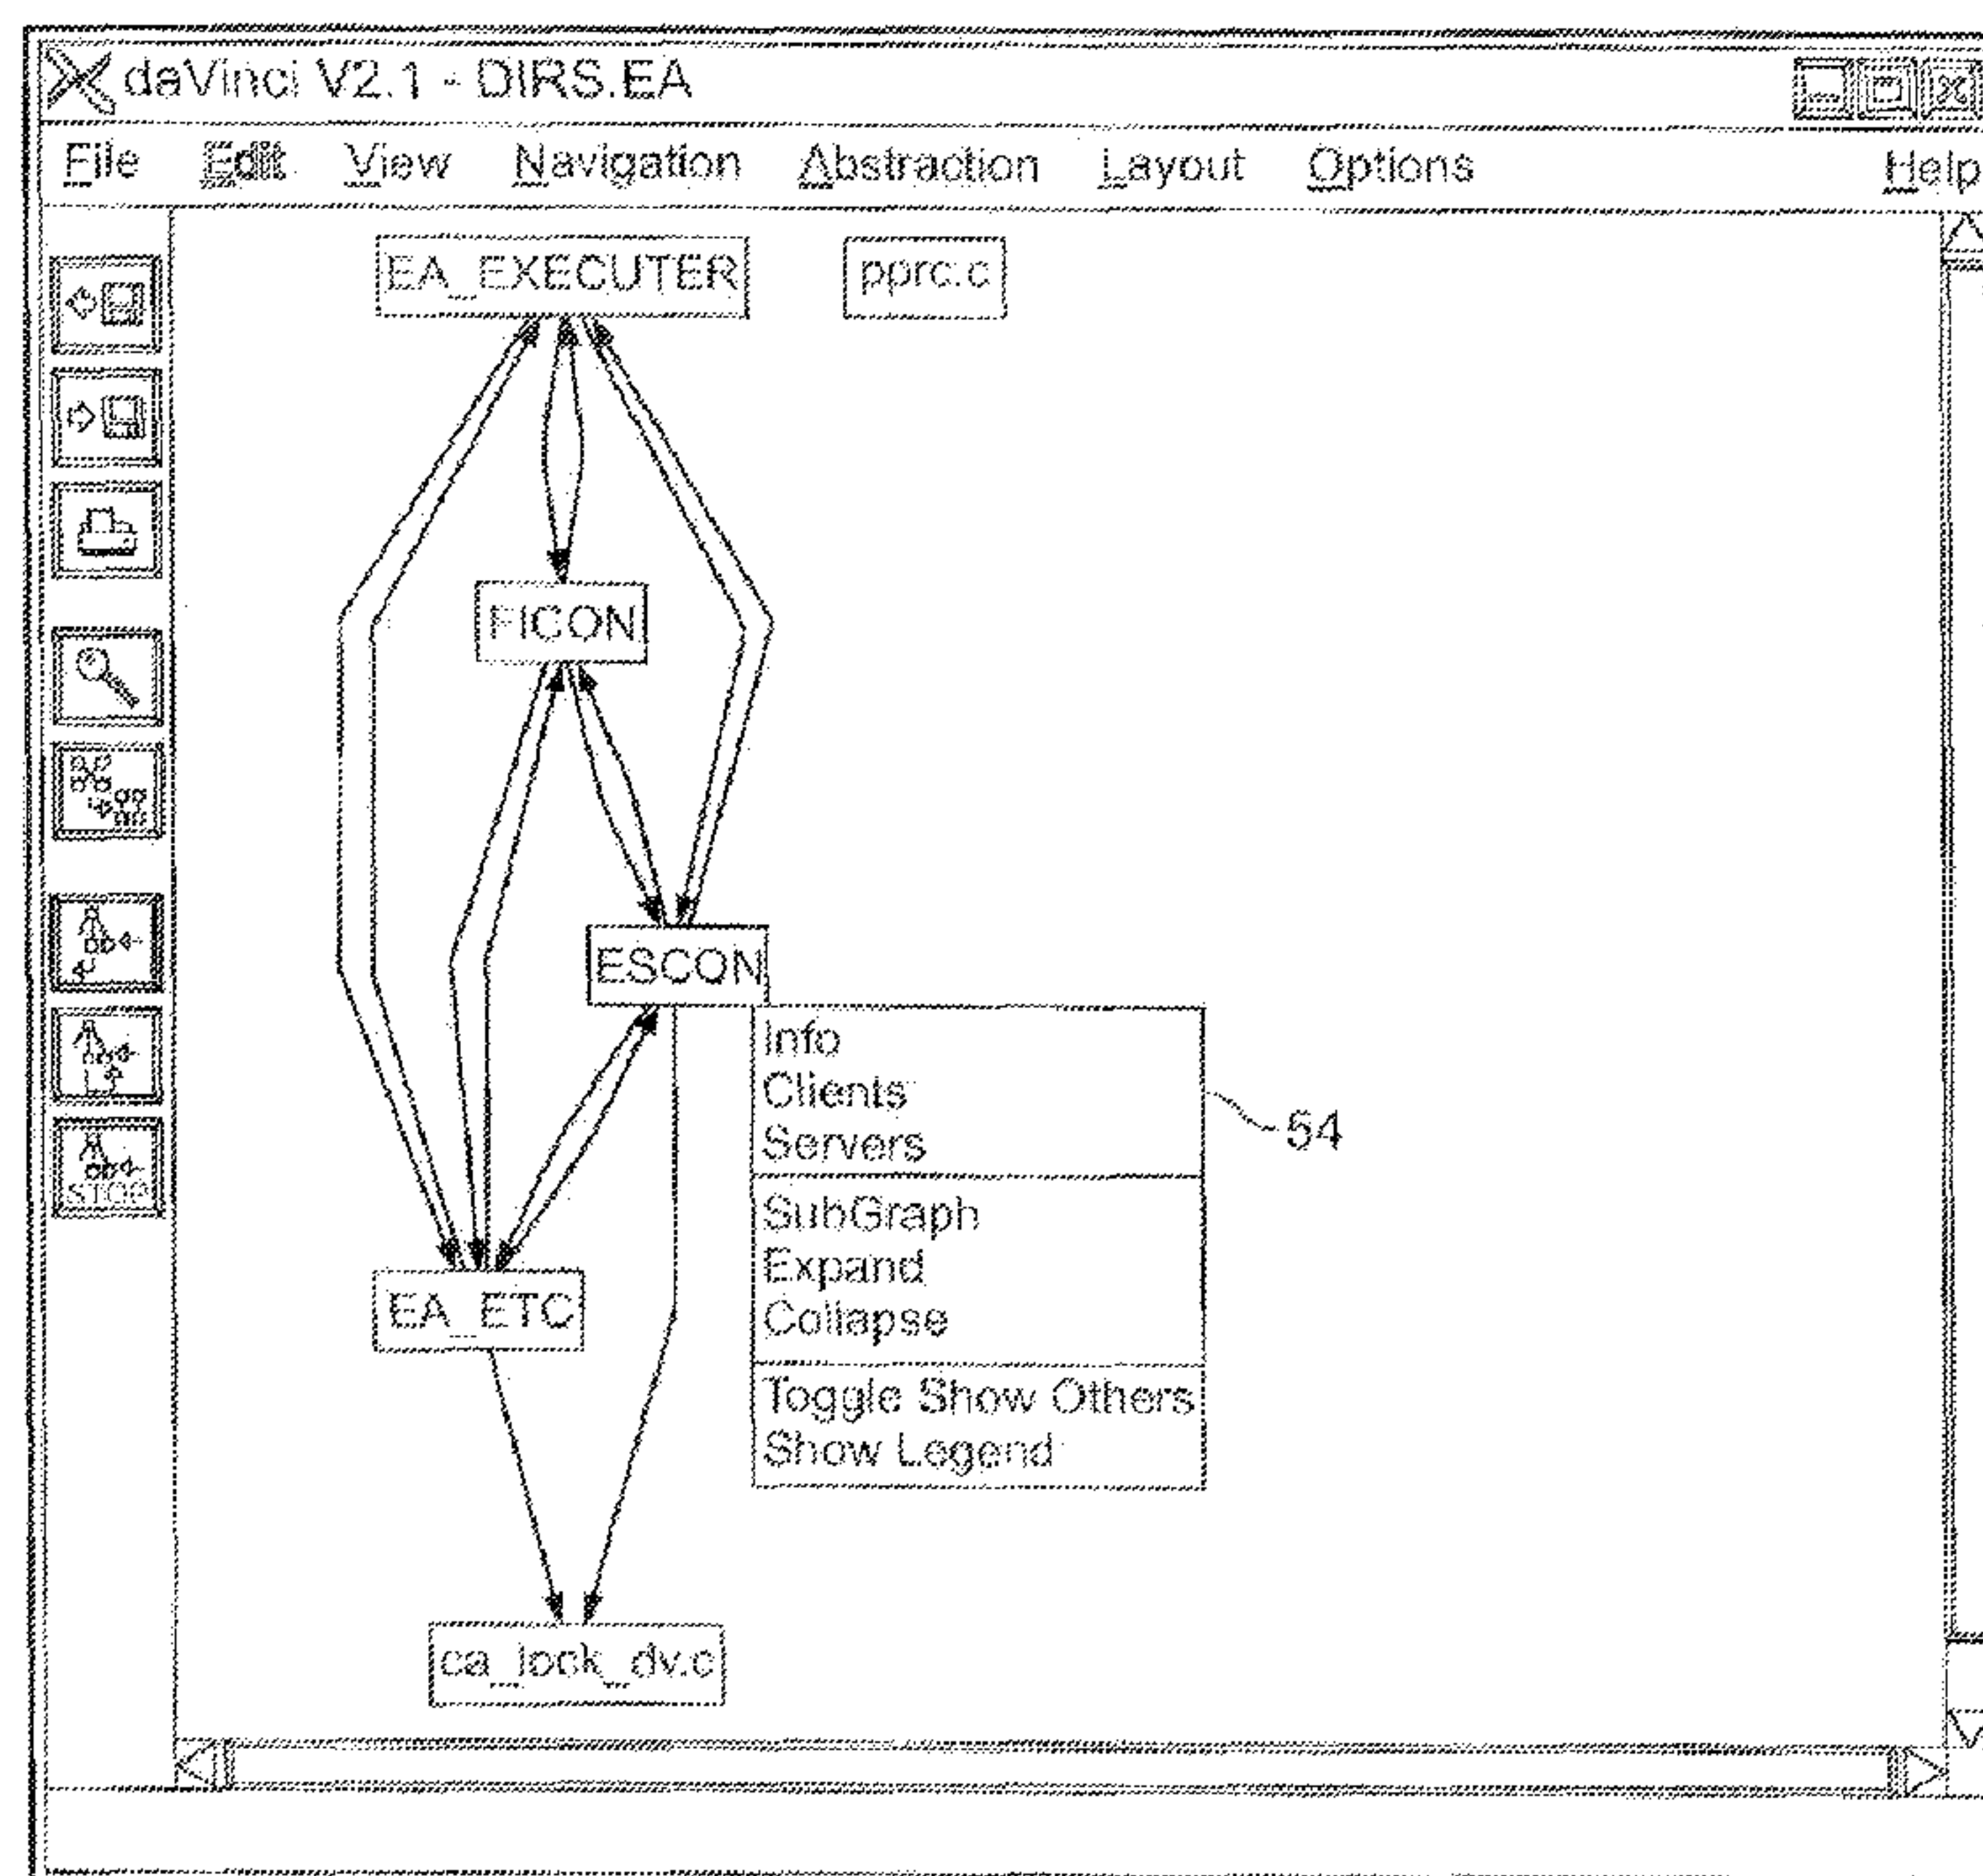 daVinci V2.1 - DIRS.EA
File Edit View Navigation Abstraction Layout Options Help
EA_EXECUTER pprc.c
FICON
ESCON
Info
Clients
Servers
54
SubGraph
Expand
Collapse
STOP
EA_ETC
Toggle Show Others
Show Legend
ca_lock_dv.c